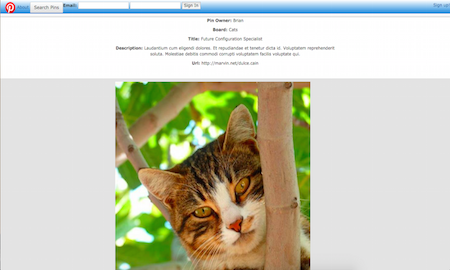 About Search Pins Email: Sign In Sign up
Pin Owner: Brian
Board: Cats
Title: Future Configuration Specialist
Description: Laudantium cum eligendi dolores. Et repudiandae et tenetur dicta id. Voluptatem reprehenderit
soluta. Molestiae debitis commodi corrupti voluptatem facilis voluptate qui.
Url: http://marvin.net/dulce.cain